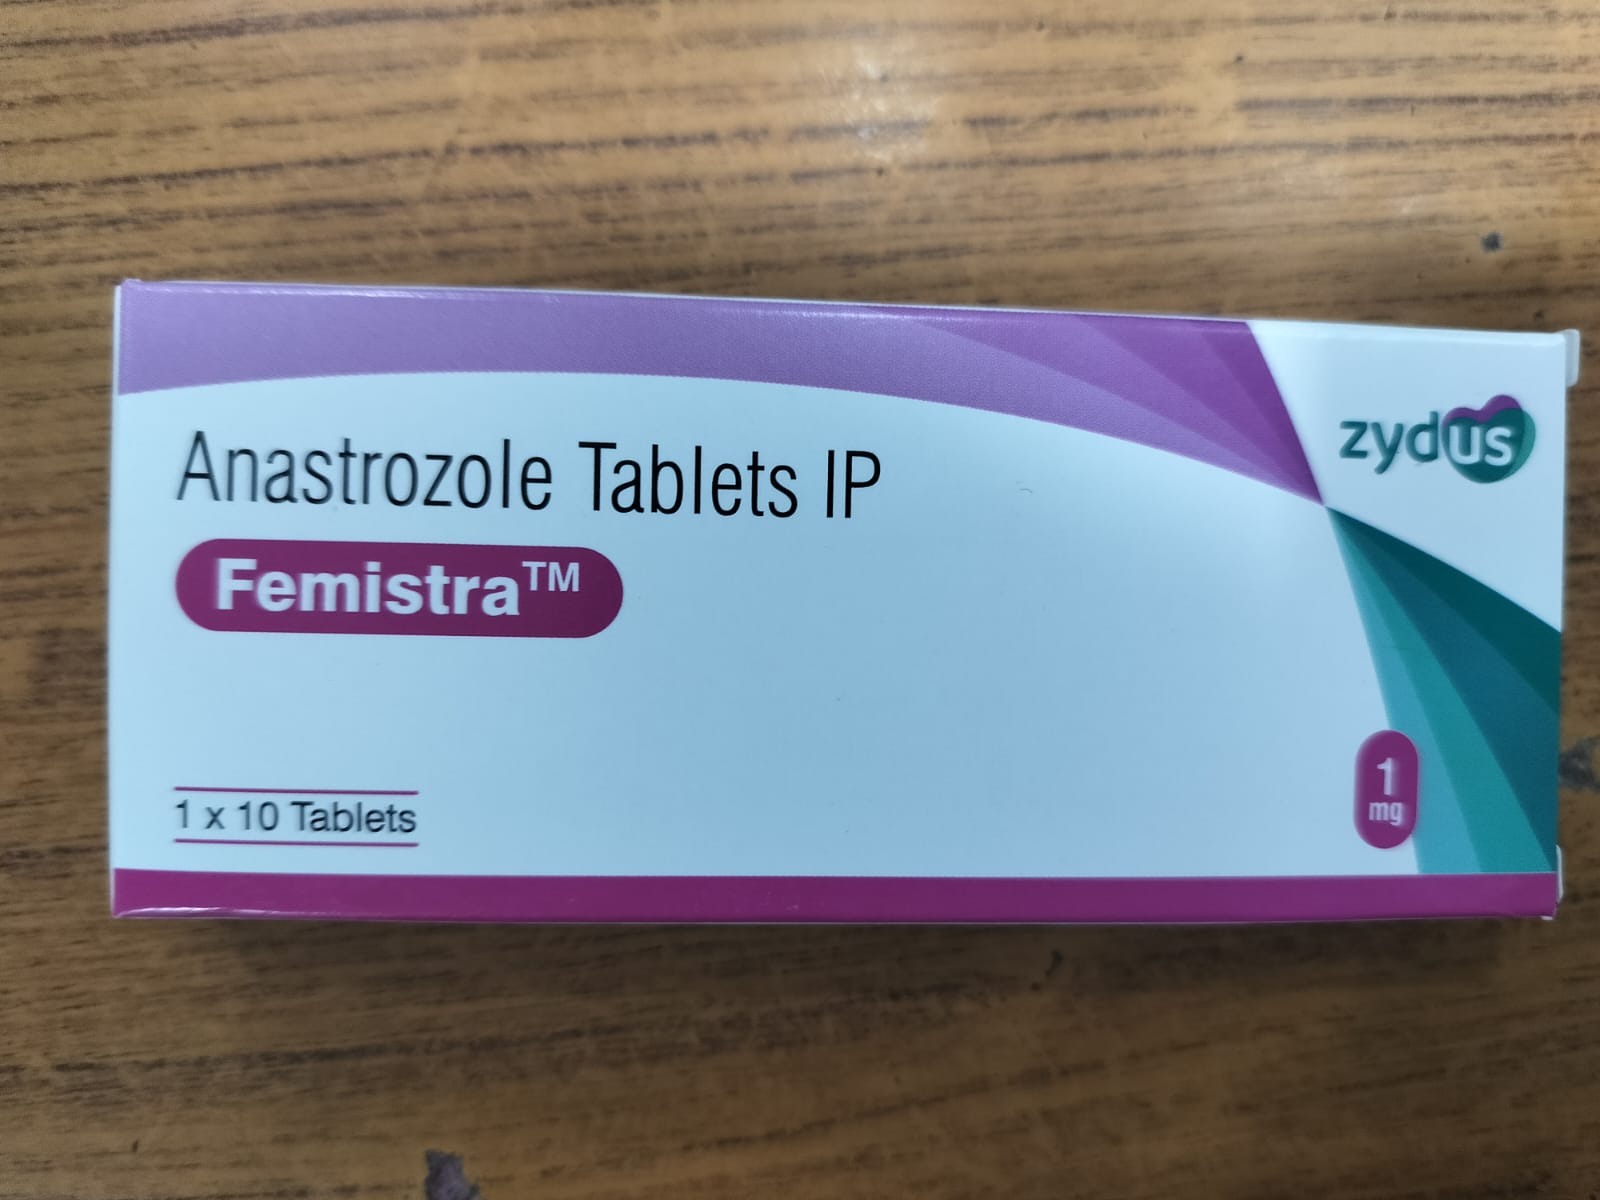 Anastrozole Tablets IP
Femistra™
1 x 10 Tablets
zydus
1
mg